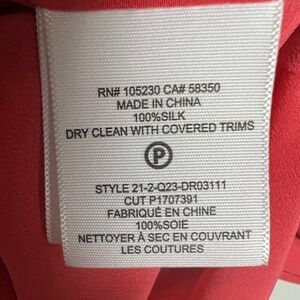 RN# 105230 CA# 58350
MADE IN CHINA
100%SILK
DRY CLEAN WITH COVERED TRIMS
P
STYLE 21-2-Q23-DR03111
CUT P1707391
FABRIQUÉ EN CHINE
100%SOIE
NETTOYER À SEC EN COUVRANT
LES COUTURES